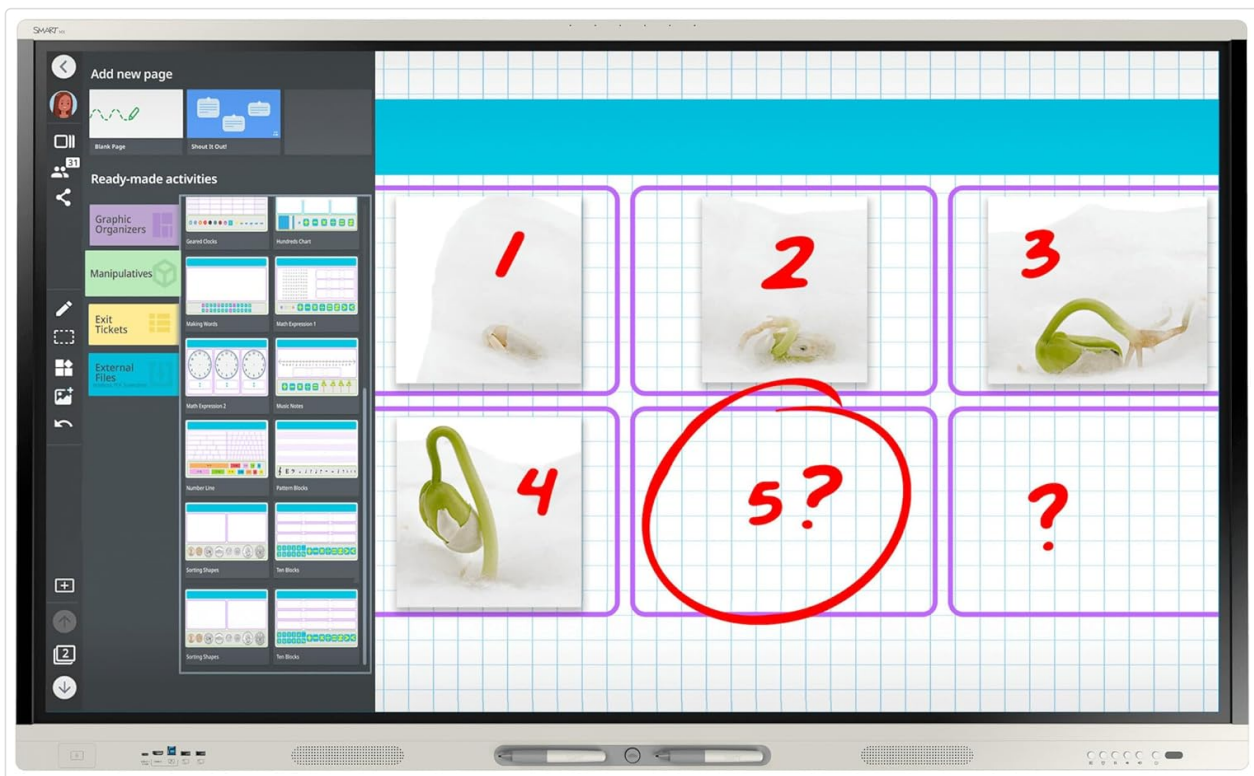 SMART
Add new page
Blank Page
Shout It Out!
31
Ready-made activities
Graphic
Organizers
Manipulatives
Exit
Tickets
External
Files
Geared Clocks
Hundreds Chart
Making Words
Math Expression 1
Math Expression 2
Music Notes
Number Line
Pattern Blocks
Sorting Shapes
Ten Blocks
Sorting Shapes
Ten Blocks
2
1
2
3
4
5?
?